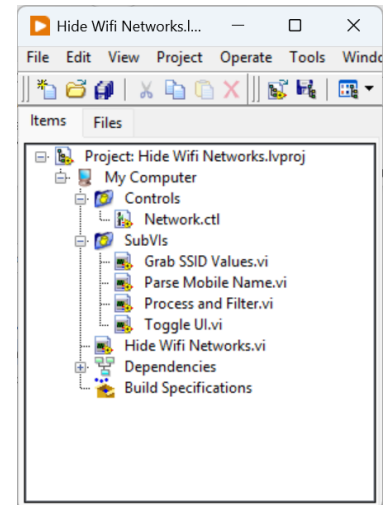 Hide Wifi Networks.l...
File Edit View Project Operate Tools
Items Files
Project: Hide Wifi Networks.lvproj
My Computer
Controls
Network.ctl
SubVIs
Grab SSID Values.vi
Parse Mobile Name.vi
Process and Filter.vi
Toggle UI.vi
Hide Wifi Networks.vi
Dependencies
Build Specifications